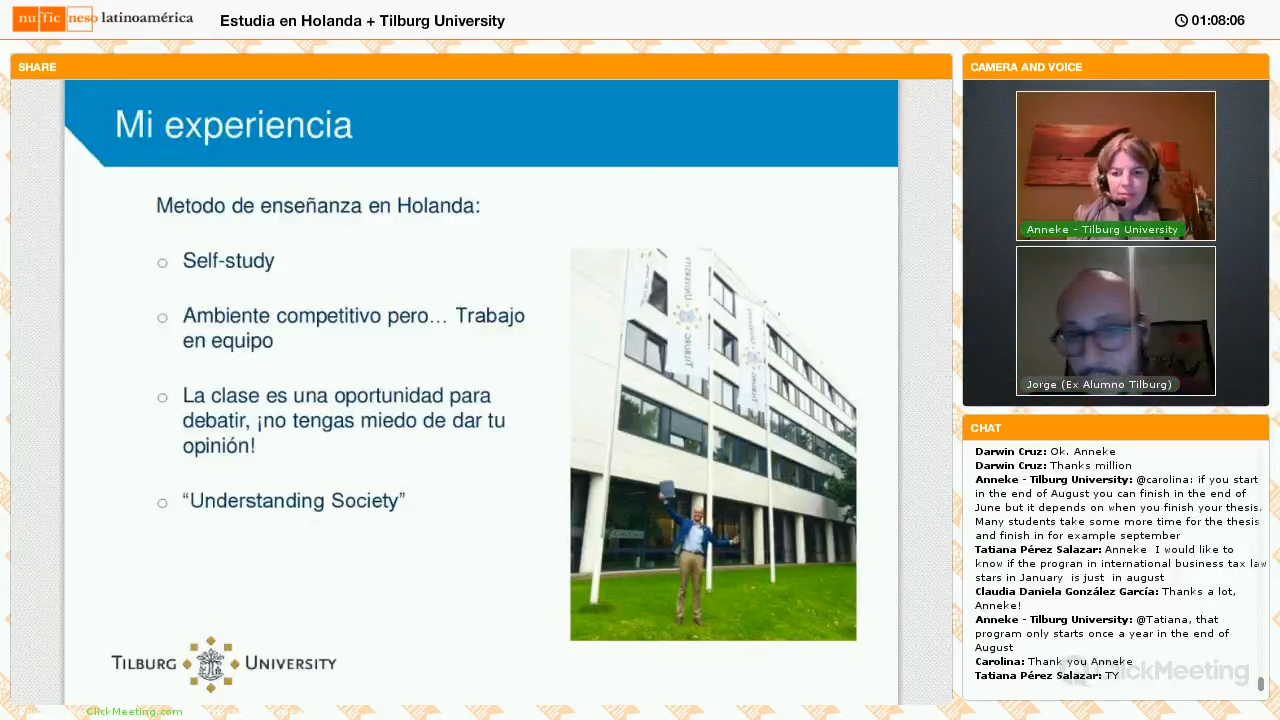 nuffic neso latinoamérica
Estudia en Holanda + Tilburg University
01:08:06
SHARE
Mi experiencia
Metodo de enseñanza en Holanda:
Self-study
Ambiente competitivo pero… Trabajo
en equipo
La clase es una oportunidad para
debatir, ¡no tengas miedo de dar tu
opinión!
“Understanding Society”
TILBURG UNIVERSITY
ClickMeeting.com
CAMERA AND VOICE
Anneke - Tilburg University
Jorge (Ex Alumno Tilburg)
CHAT
Darwin Cruz: Ok. Anneke
Darwin Cruz: Thanks million
Anneke - Tilburg University: @carolina: if you start
in the end of August you can finish in the end of
June but it depends on when you finish your thesis.
Many students take some more time for the thesis
and finish in for example september
Tatiana Pérez Salazar: Anneke I would like to
know if the progran in international business tax law
stars in January is just in august
Claudia Daniela González García: Thanks a lot,
Anneke!
Anneke - Tilburg University: @Tatiana, that
program only starts once a year in the end of
August
Carolina: Thank you Anneke
Tatiana Pérez Salazar: TY
ClickMeeting